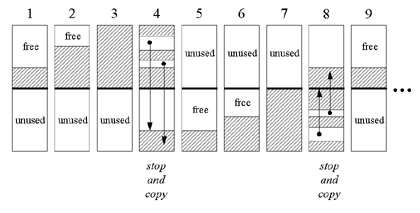 1 2 3 4 5 6 7 8 9
free free unused unused unused unused free
unused unused free free unused
stop and copy
stop and copy